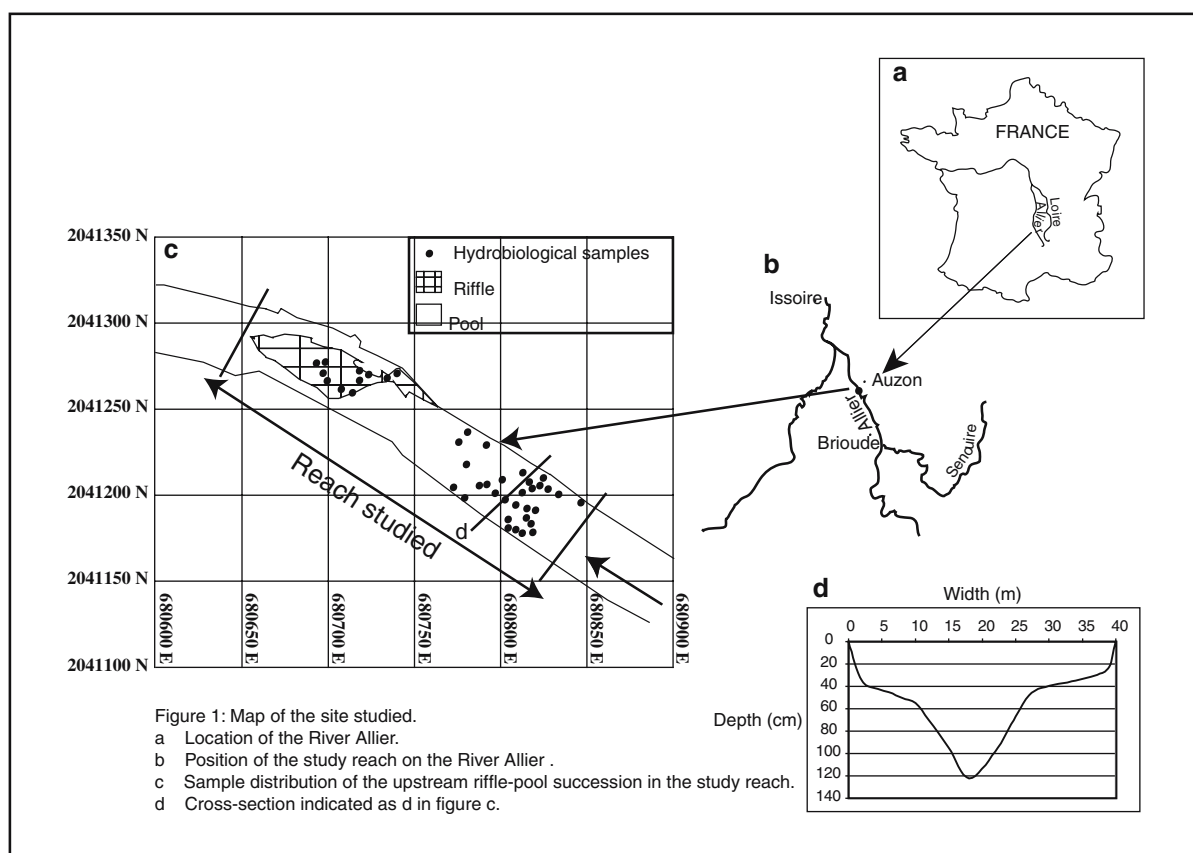 a
FRANCE
Loire
Allier
b
Issoire
Auzon
Allier
Brioude
Senouire
c
Hydrobiological samples
Riffle
Pool
2041350 N
2041300 N
2041250 N
2041200 N
2041150 N
2041100 N
680600 E
680650 E
680700 E
680750 E
680800 E
680850 E
680900 E
Reach studied
d
d
Width (m)
0 5 10 15 20 25 30 35 40
Depth (cm)
0
20
40
60
80
100
120
140
Figure 1: Map of the site studied.
a Location of the River Allier.
b Position of the study reach on the River Allier .
c Sample distribution of the upstream riffle-pool succession in the study reach.
d Cross-section indicated as d in figure c.